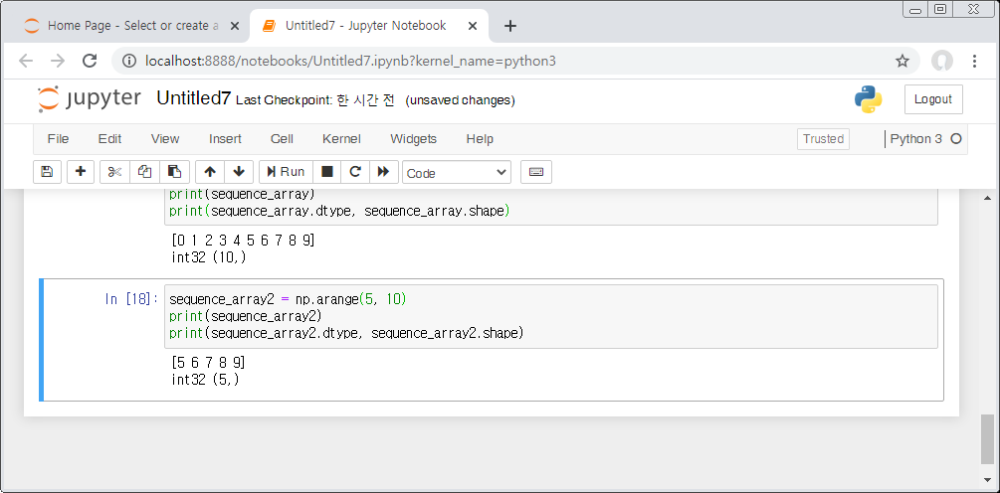 Home Page - Select or create a
Untitled7 - Jupyter Notebook
localhost:8888/notebooks/Untitled7.ipynb?kernel_name=python3
jupyter Untitled7 Last Checkpoint: 한 시간 전 (unsaved changes)
Logout
File Edit View Insert Cell Kernel Widgets Help Trusted Python 3
Run Code
print(sequence_array)
print(sequence_array.dtype, sequence_array.shape)
[0 1 2 3 4 5 6 7 8 9]
int32 (10,)
In [18]: sequence_array2 = np.arange(5, 10)
print(sequence_array2)
print(sequence_array2.dtype, sequence_array2.shape)
[5 6 7 8 9]
int32 (5,)